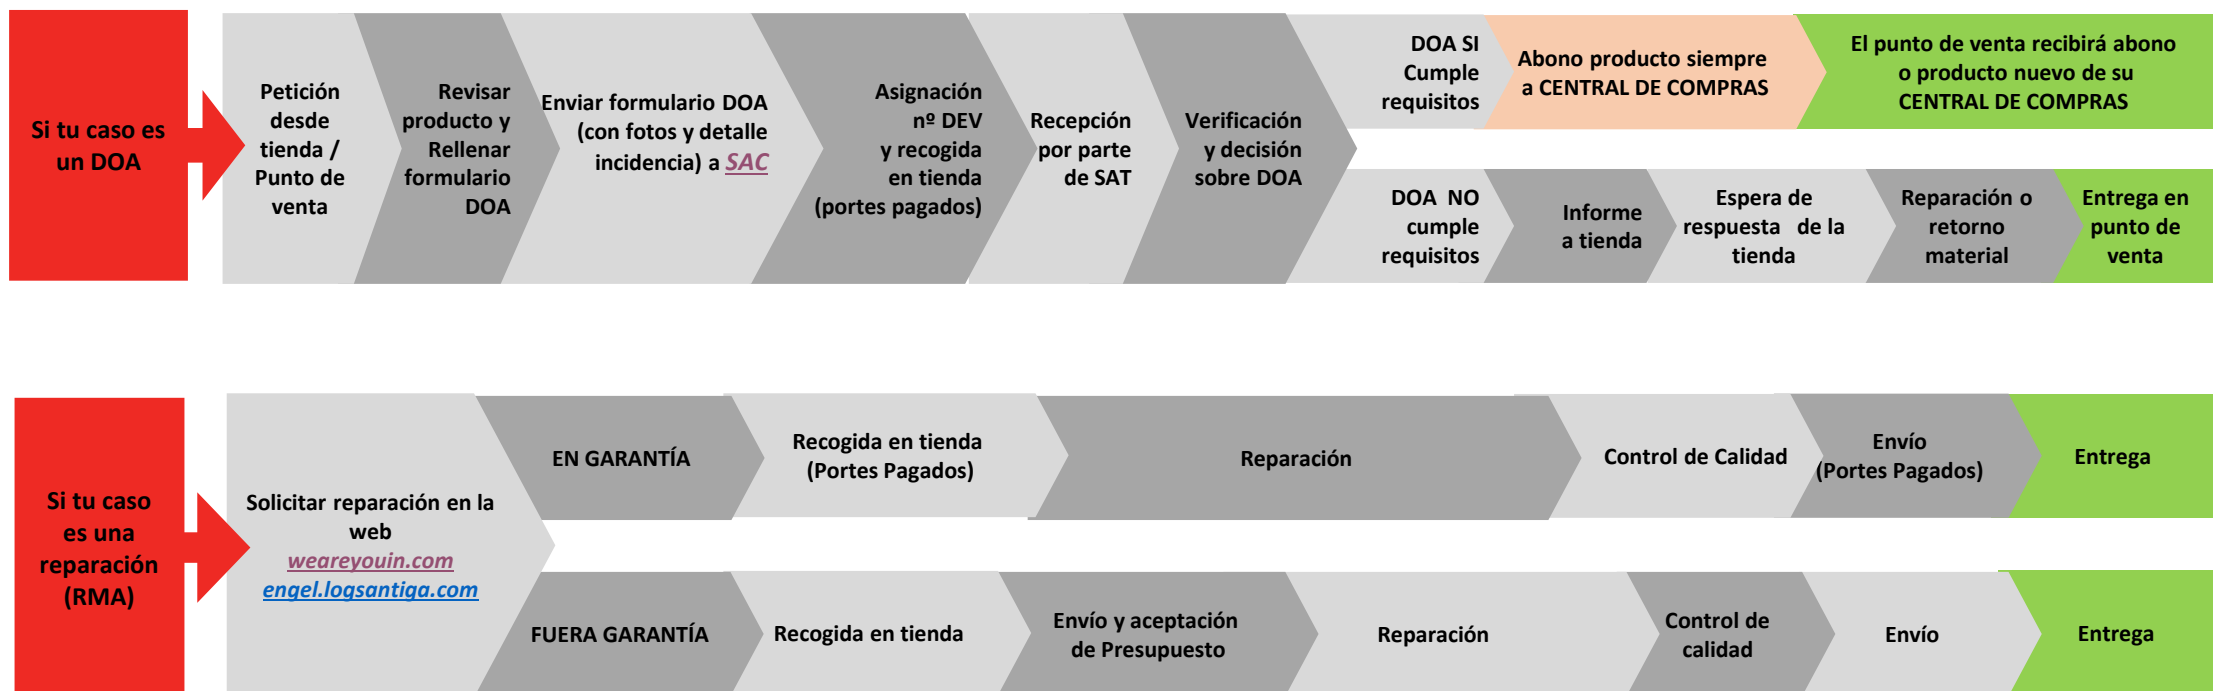 Si tu caso es
un DOA
Petición
desde
tienda /
Punto de
venta
Revisar
producto y
Rellenar
formulario
DOA
Enviar formulario DOA
(con fotos y detalle
incidencia) a SAC
Asignación
nº DEV
y recogida
en tienda
(portes pagados)
Recepción
por parte
de SAT
Verificación
y decisión
sobre DOA
DOA SI
Cumple
requisitos
Abono producto siempre
a CENTRAL DE COMPRAS
El punto de venta recibirá abono
o producto nuevo de su
CENTRAL DE COMPRAS
DOA NO
cumple
requisitos
Informe
a tienda
Espera de
respuesta de la
tienda
Reparación o
retorno
material
Entrega en
punto de
venta
Si tu caso
es una
reparación
(RMA)
Solicitar reparación en la
web
weareyouin.com
engel.logsantiga.com
EN GARANTÍA
Recogida en tienda
(Portes Pagados)
Reparación
Control de Calidad
Envío
(Portes Pagados)
Entrega
FUERA GARANTÍA
Recogida en tienda
Envío y aceptación
de Presupuesto
Reparación
Control de
calidad
Envío
Entrega